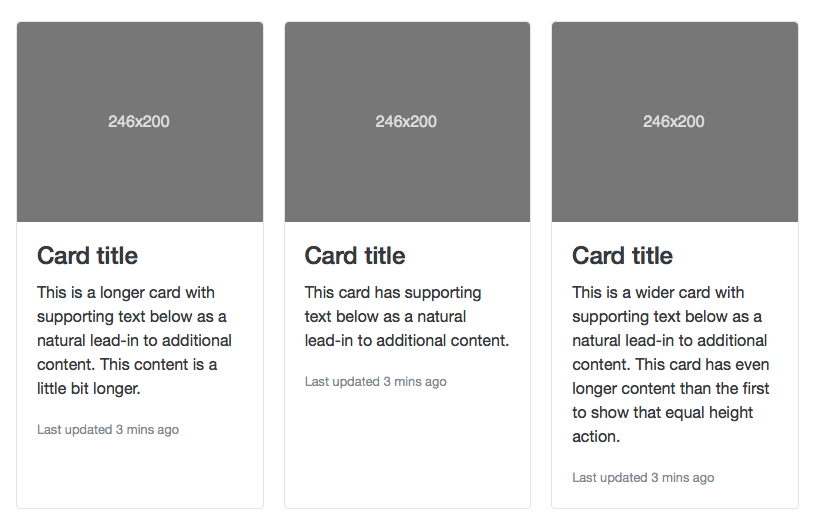 246x200
Card title
This is a longer card with
supporting text below as a
natural lead-in to additional
content. This content is a
little bit longer.
Last updated 3 mins ago
246x200
Card title
This card has supporting
text below as a natural
lead-in to additional content.
Last updated 3 mins ago
246x200
Card title
This is a wider card with
supporting text below as a
natural lead-in to additional
content. This card has even
longer content than the first
to show that equal height
action.
Last updated 3 mins ago